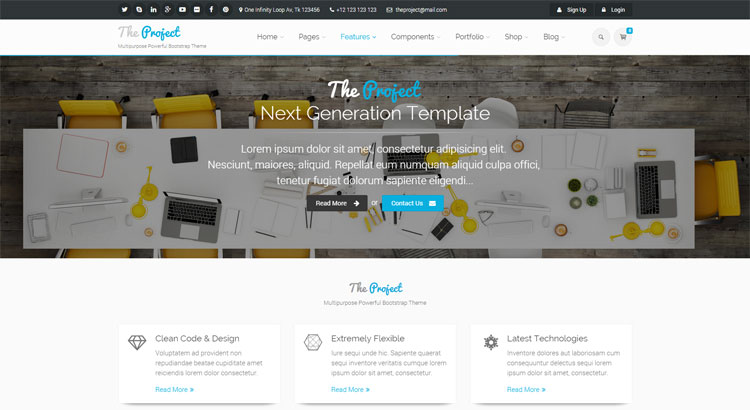 One Infinity Loop Av, Tk 123456 +12 123 123 123 theproject@mail.com Sign Up Login
The Project
Multipurpose Powerful Bootstrap Theme
Home Pages Features Components Portfolio Shop Blog
The Project
Next Generation Template
Lorem ipsum dolor sit amet, consectetur adipisicing elit.
Nesciunt, maiores, aliquid. Repellat eum numquam aliquid culpa offici,
tenetur fugiat dolorum sapiente eligendi...
Read More or Contact Us
The Project
Multipurpose Powerful Bootstrap Theme
Clean Code & Design
Voluptatem ad provident non
repudiandae beatae cupiditate amet
reiciendis lorem dolor consectetur.
Read More
Extremely Flexible
Iure sequi unde hic. Sapiente quaerat
sequi inventore veritatis cumque lorem
ipsum dolor sit amet, consectetur.
Read More
Latest Technologies
Inventore dolores aut laboriosam cum
consequuntur delectus sequi lorem
ipsum dolor sit amet, consectetur.
Read More